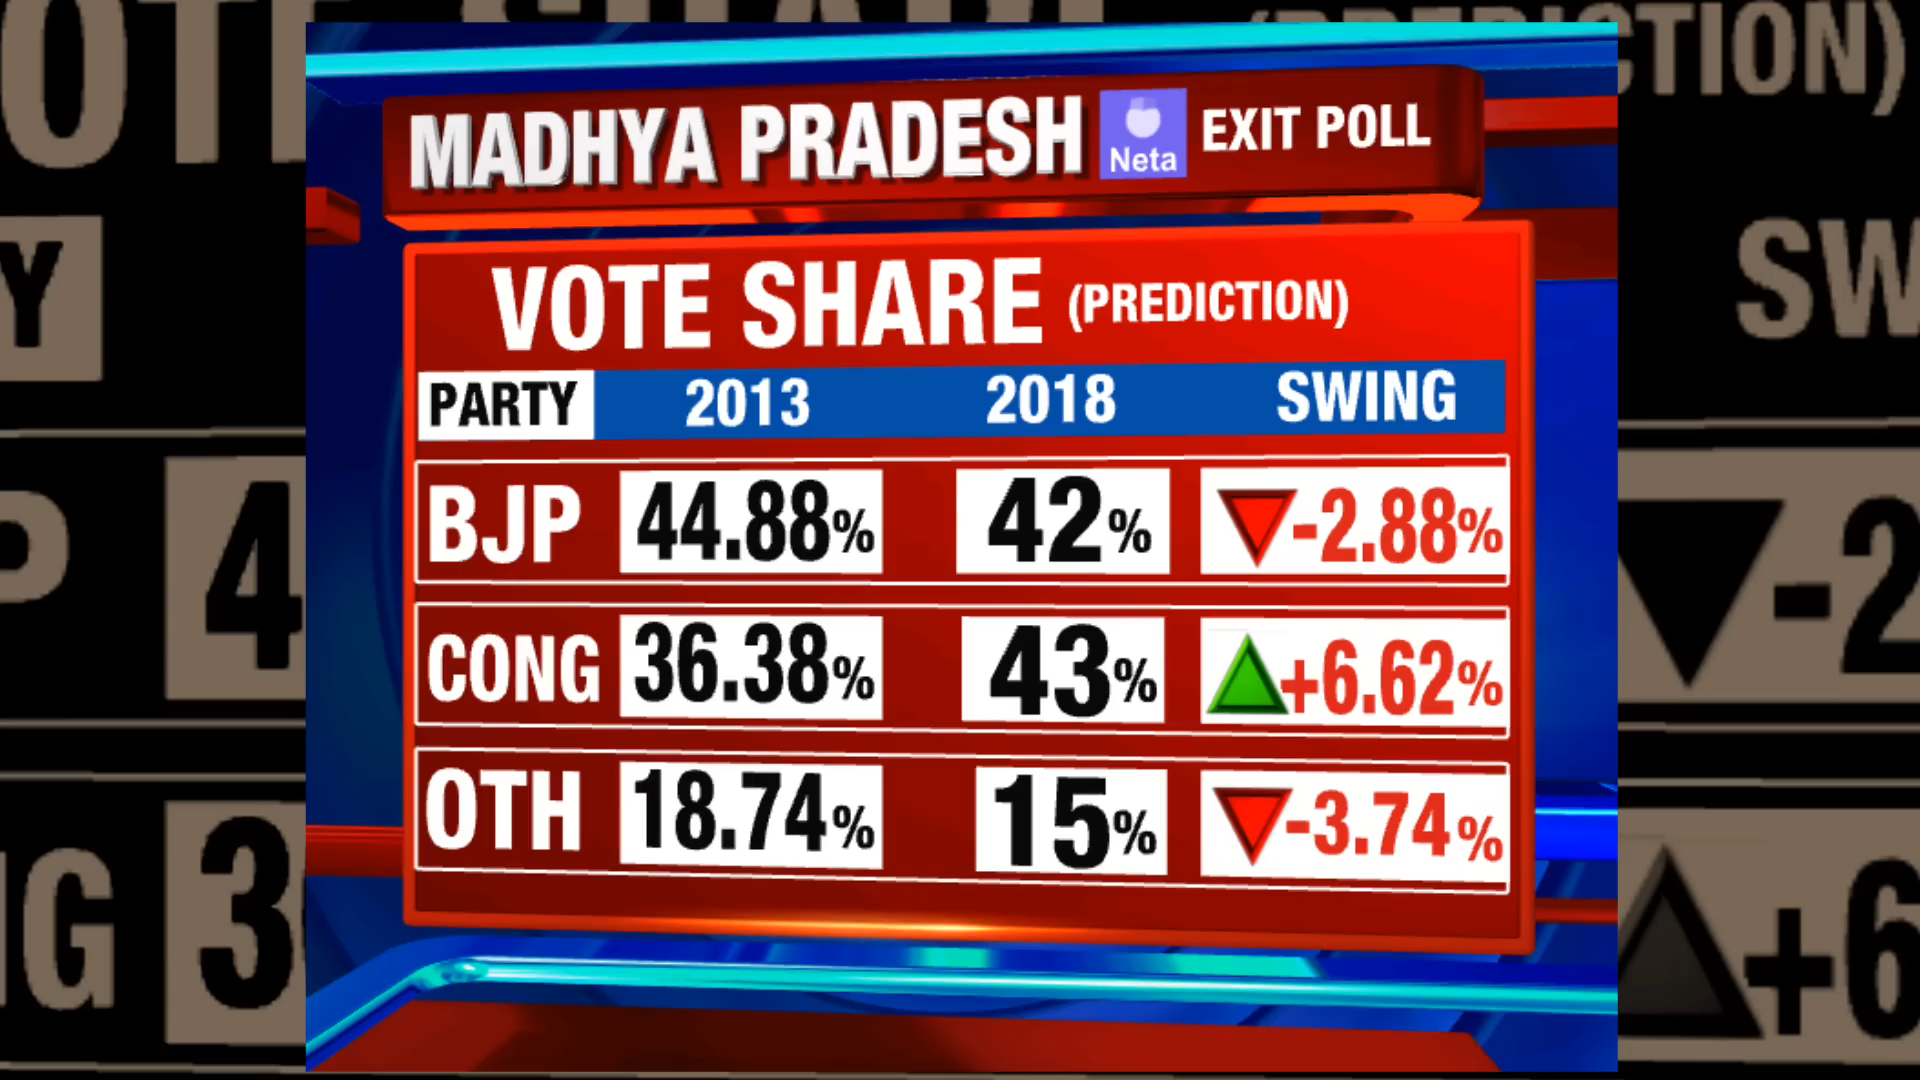 MADHYA PRADESH Neta EXIT POLL
VOTE SHARE (PREDICTION)
PARTY 2013 2018 SWING
BJP 44.88% 42% -2.88%
CONG 36.38% 43% +6.62%
OTH 18.74% 15% -3.74%